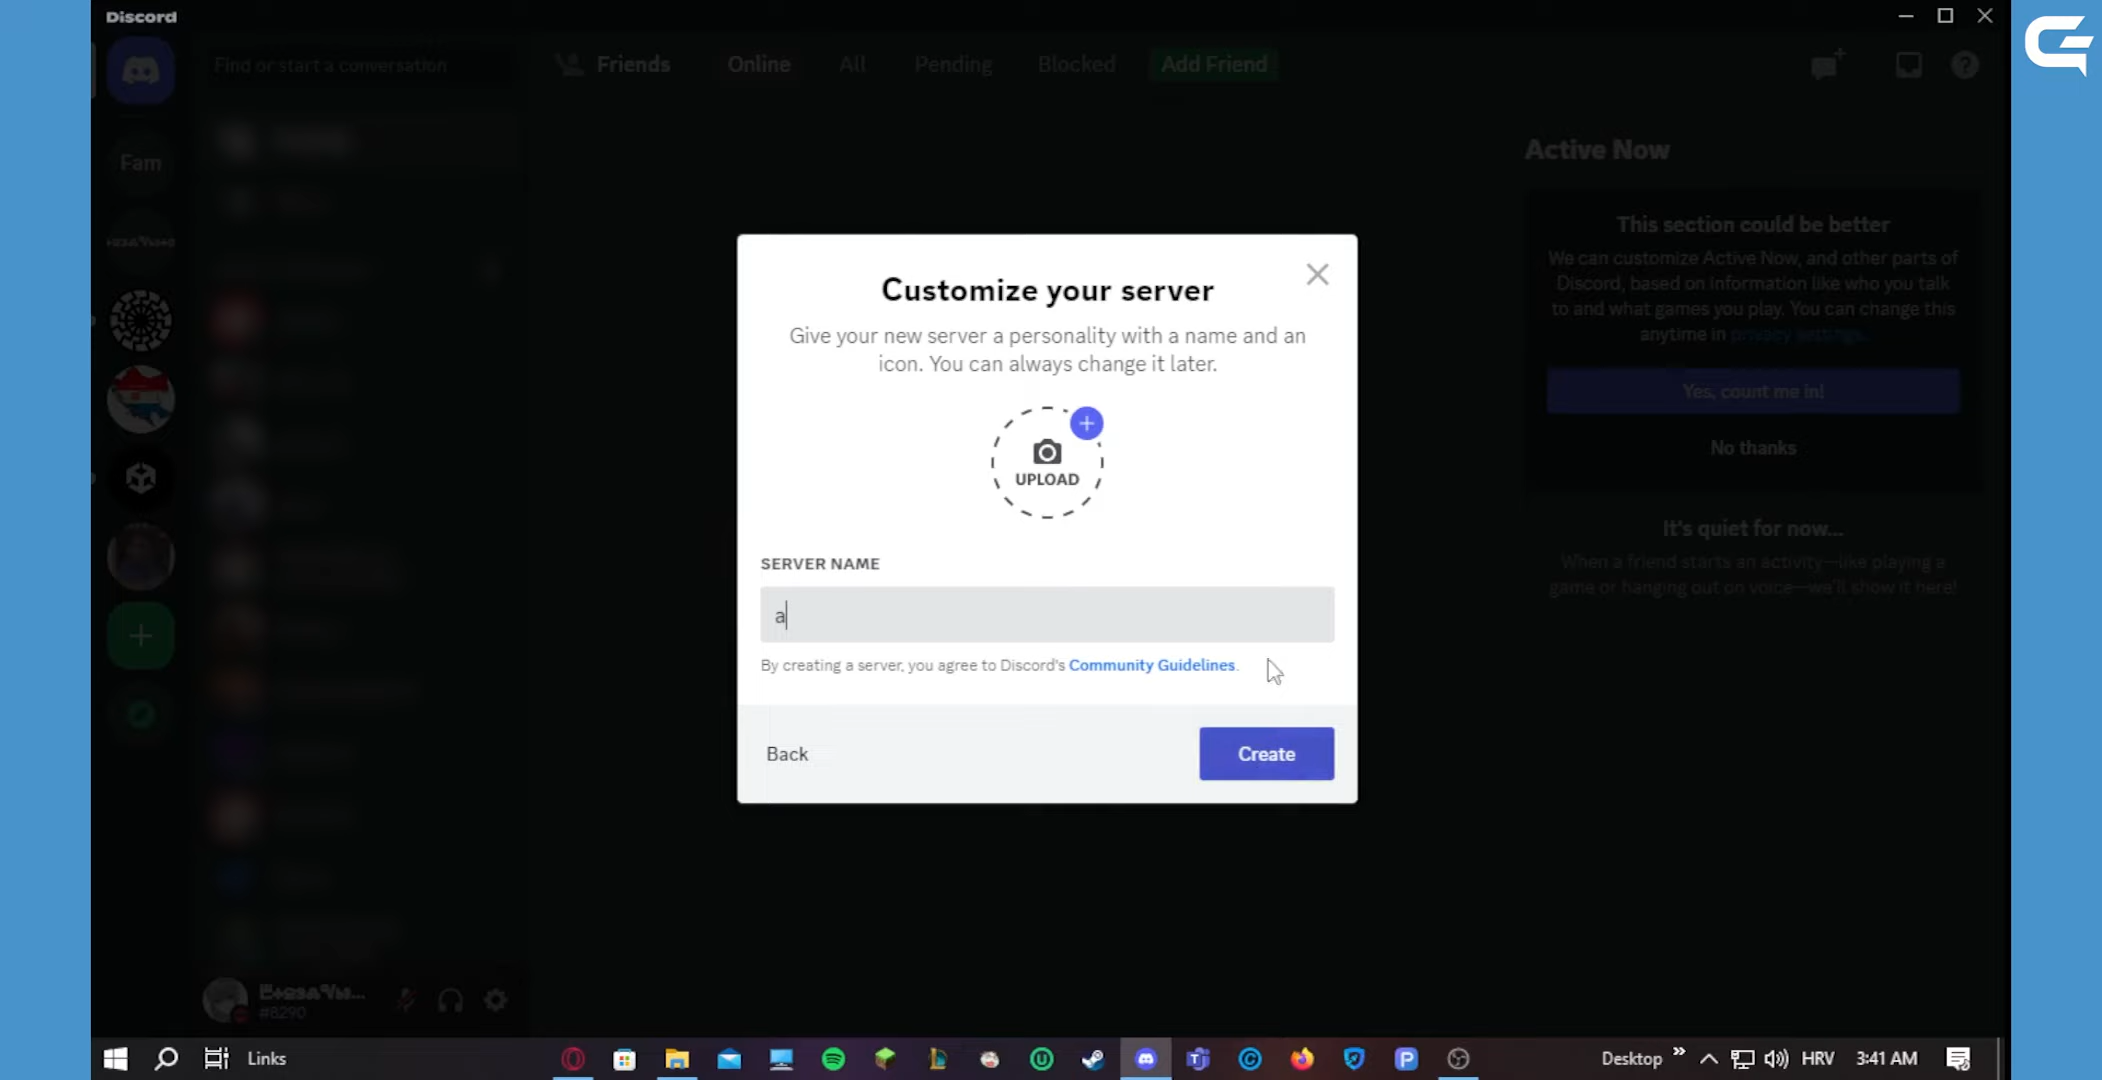 Discord
Find or start a conversation
Friends
Online
All
Pending
Blocked
Add Friend
Fam
Active Now
This section could be better
We can customize Active Now, and other parts of
Discord, based on information like who you talk
to and what games you play. You can change this
anytime in privacy settings.
Yes, count me in!
No thanks
It's quiet for now...
When a friend starts an activity—like playing a
game or hanging out on voice—we'll show it here!
Customize your server
Give your new server a personality with a name and an
icon. You can always change it later.
UPLOAD
SERVER NAME
a
By creating a server, you agree to Discord's Community Guidelines.
Back
Create
#8290
Links
Desktop
HRV
3:41 AM